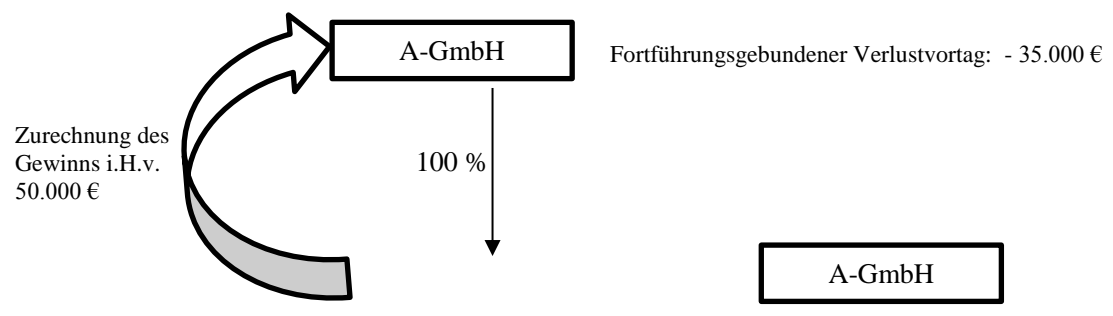 A-GmbH
Fortführungsgebundener Verlustvortag: - 35.000 €
Zurechnung des
Gewinns i.H.v.
50.000 €
100 %
A-GmbH